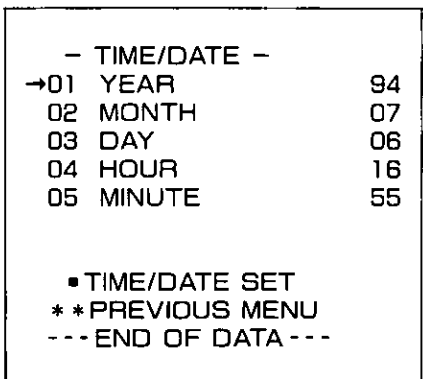 – TIME/DATE –
→01 YEAR 94
02 MONTH 07
03 DAY 06
04 HOUR 16
05 MINUTE 55
▪TIME/DATE SET
**PREVIOUS MENU
---END OF DATA---